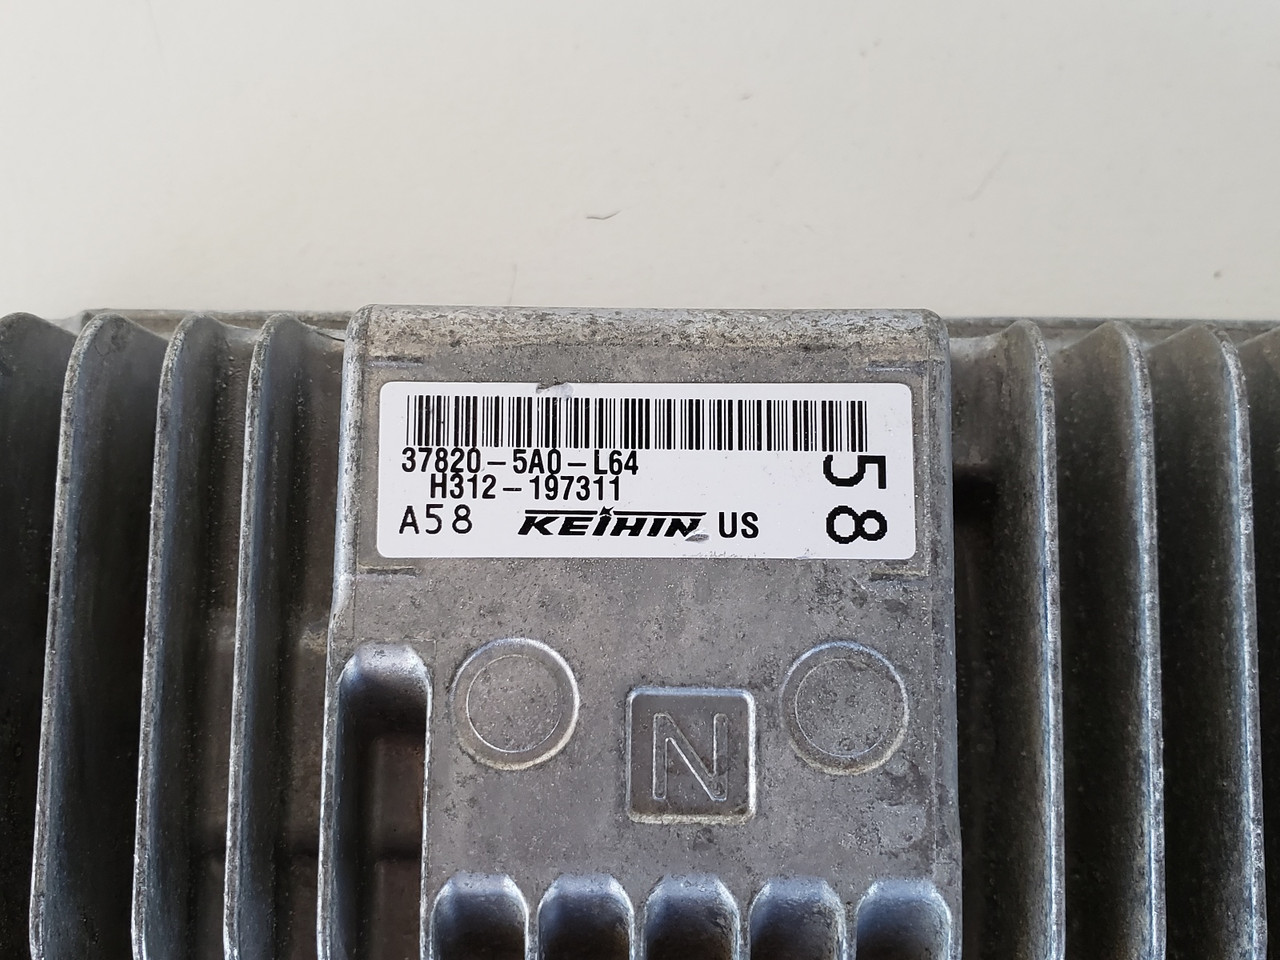 37820-5A0-L64
H312-197311
A58 KEIHIN US
58
N